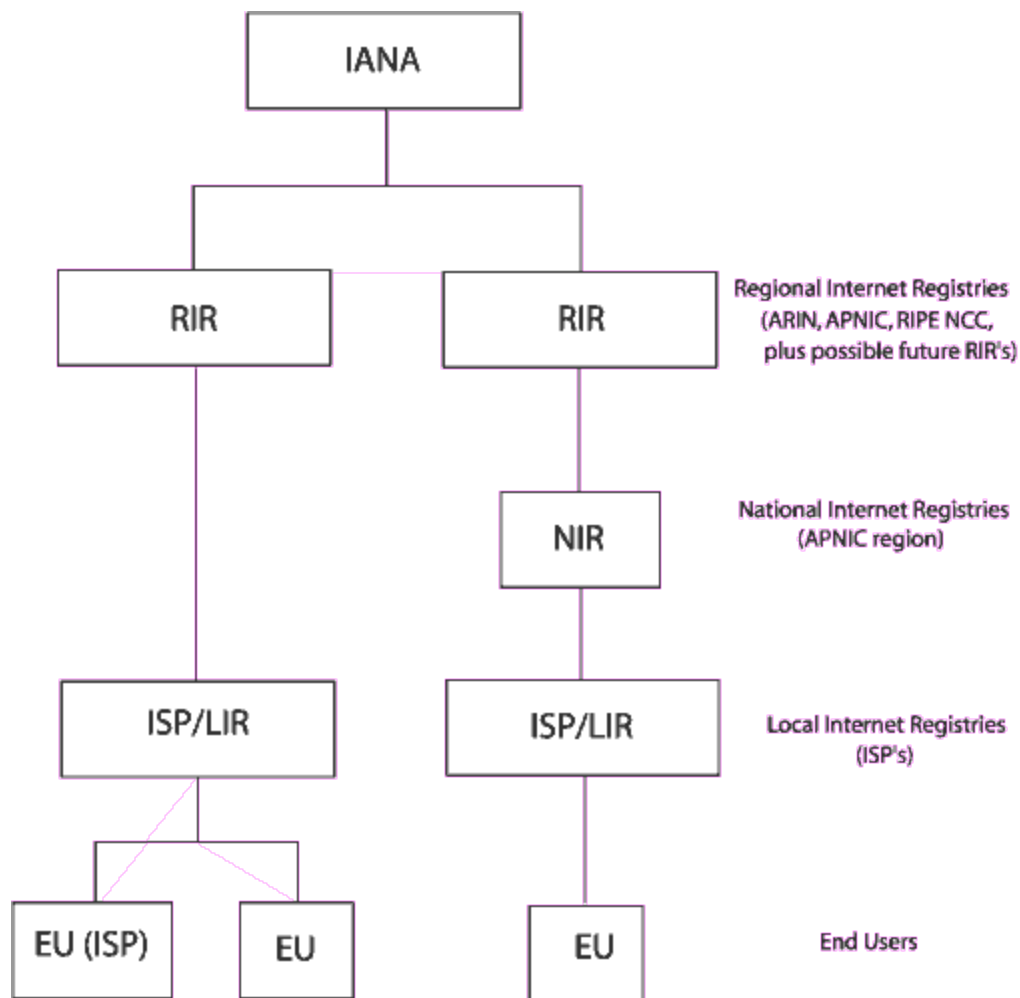 IANA
RIR
RIR
Regional Internet Registries
(ARIN, APNIC, RIPE NCC,
plus possible future RIR's)
NIR
National Internet Registries
(APNIC region)
ISP/LIR
ISP/LIR
Local Internet Registries
(ISP's)
EU (ISP)
EU
EU
End Users